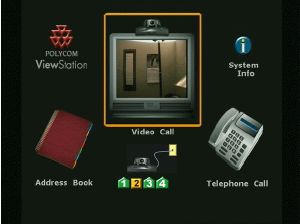 POLYCOM
ViewStation
System
Info
Video Call
Address Book
1 2 3 4
Telephone Call